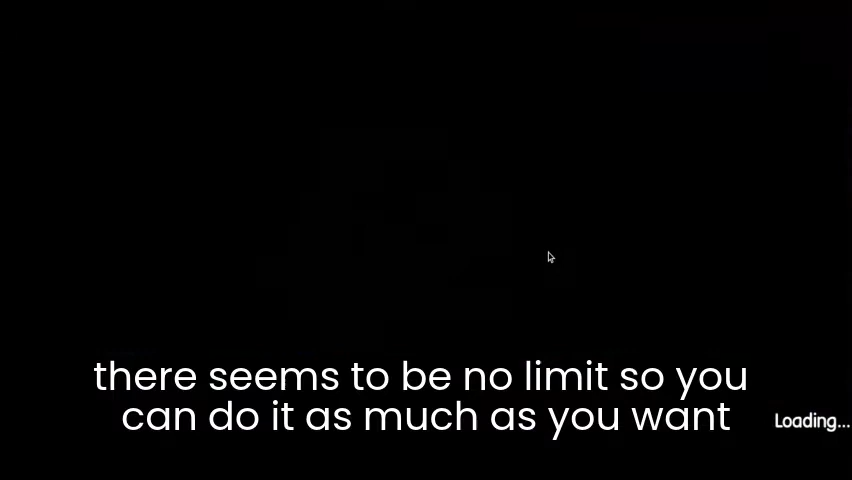 there seems to be no limit so you
can do it as much as you want
Loading...